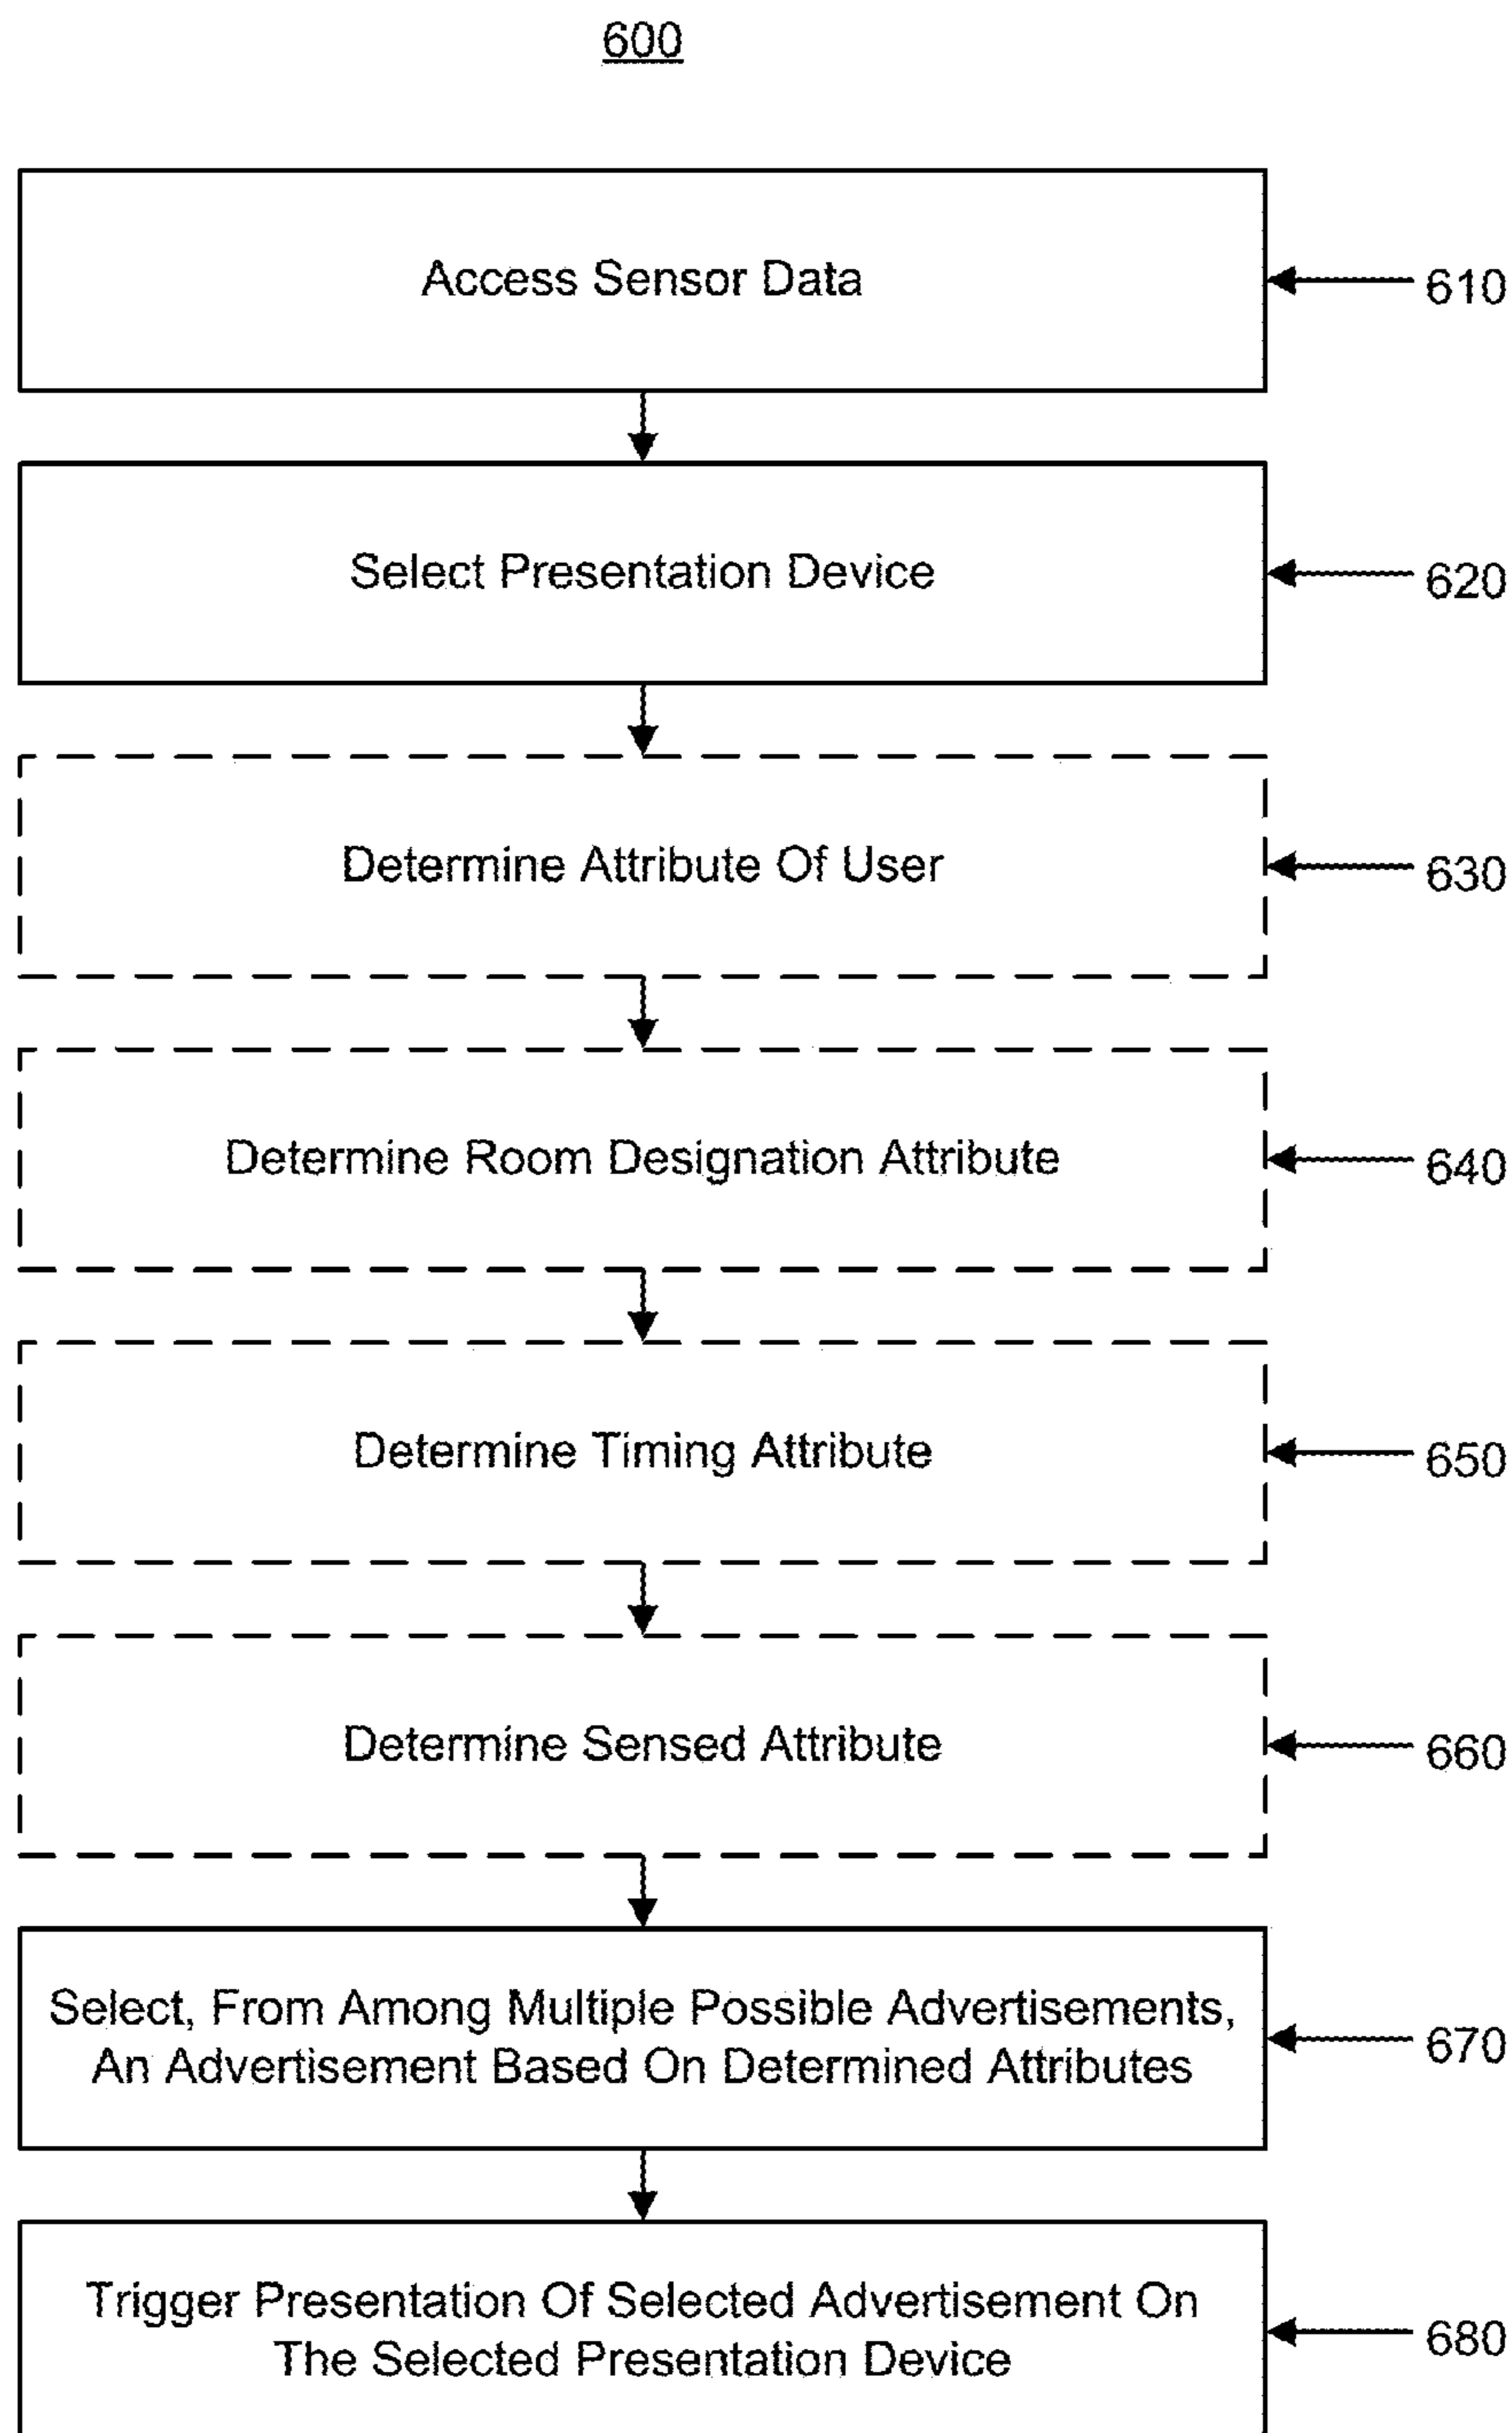 600
Access Sensor Data
610
Select Presentation Device
620
Determine Attribute Of User
630
Determine Room Designation Attribute
640
Determine Timing Attribute
650
Determine Sensed Attribute
660
Select, From Among Multiple Possible Advertisements,
An Advertisement Based On Determined Attributes
670
Trigger Presentation Of Selected Advertisement On
The Selected Presentation Device
680